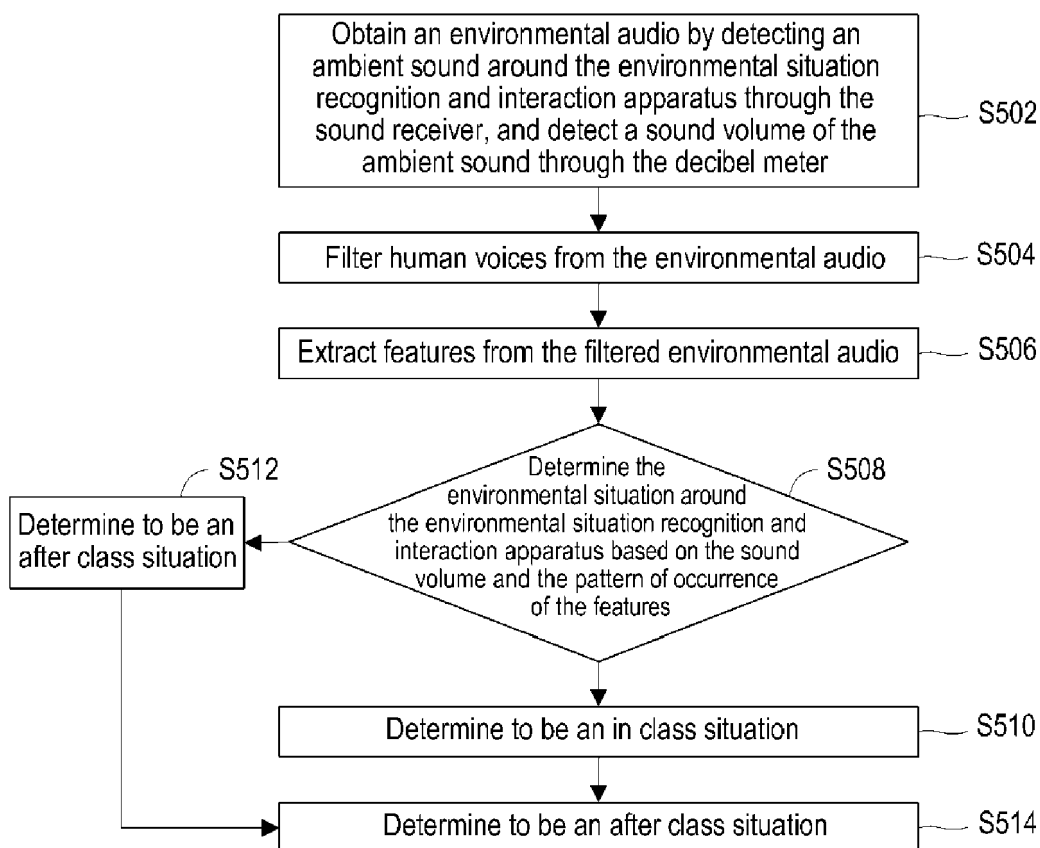 Obtain an environmental audio by detecting an
ambient sound around the environmental situation
recognition and interaction apparatus through the
sound receiver, and detect a sound volume of the
ambient sound through the decibel meter
S502
Filter human voices from the environmental audio
S504
Extract features from the filtered environmental audio
S506
Determine the
environmental situation around
the environmental situation recognition and
interaction apparatus based on the sound
volume and the pattern of occurrence
of the features
S508
S512
Determine to be an
after class situation
Determine to be an in class situation
S510
Determine to be an after class situation
S514